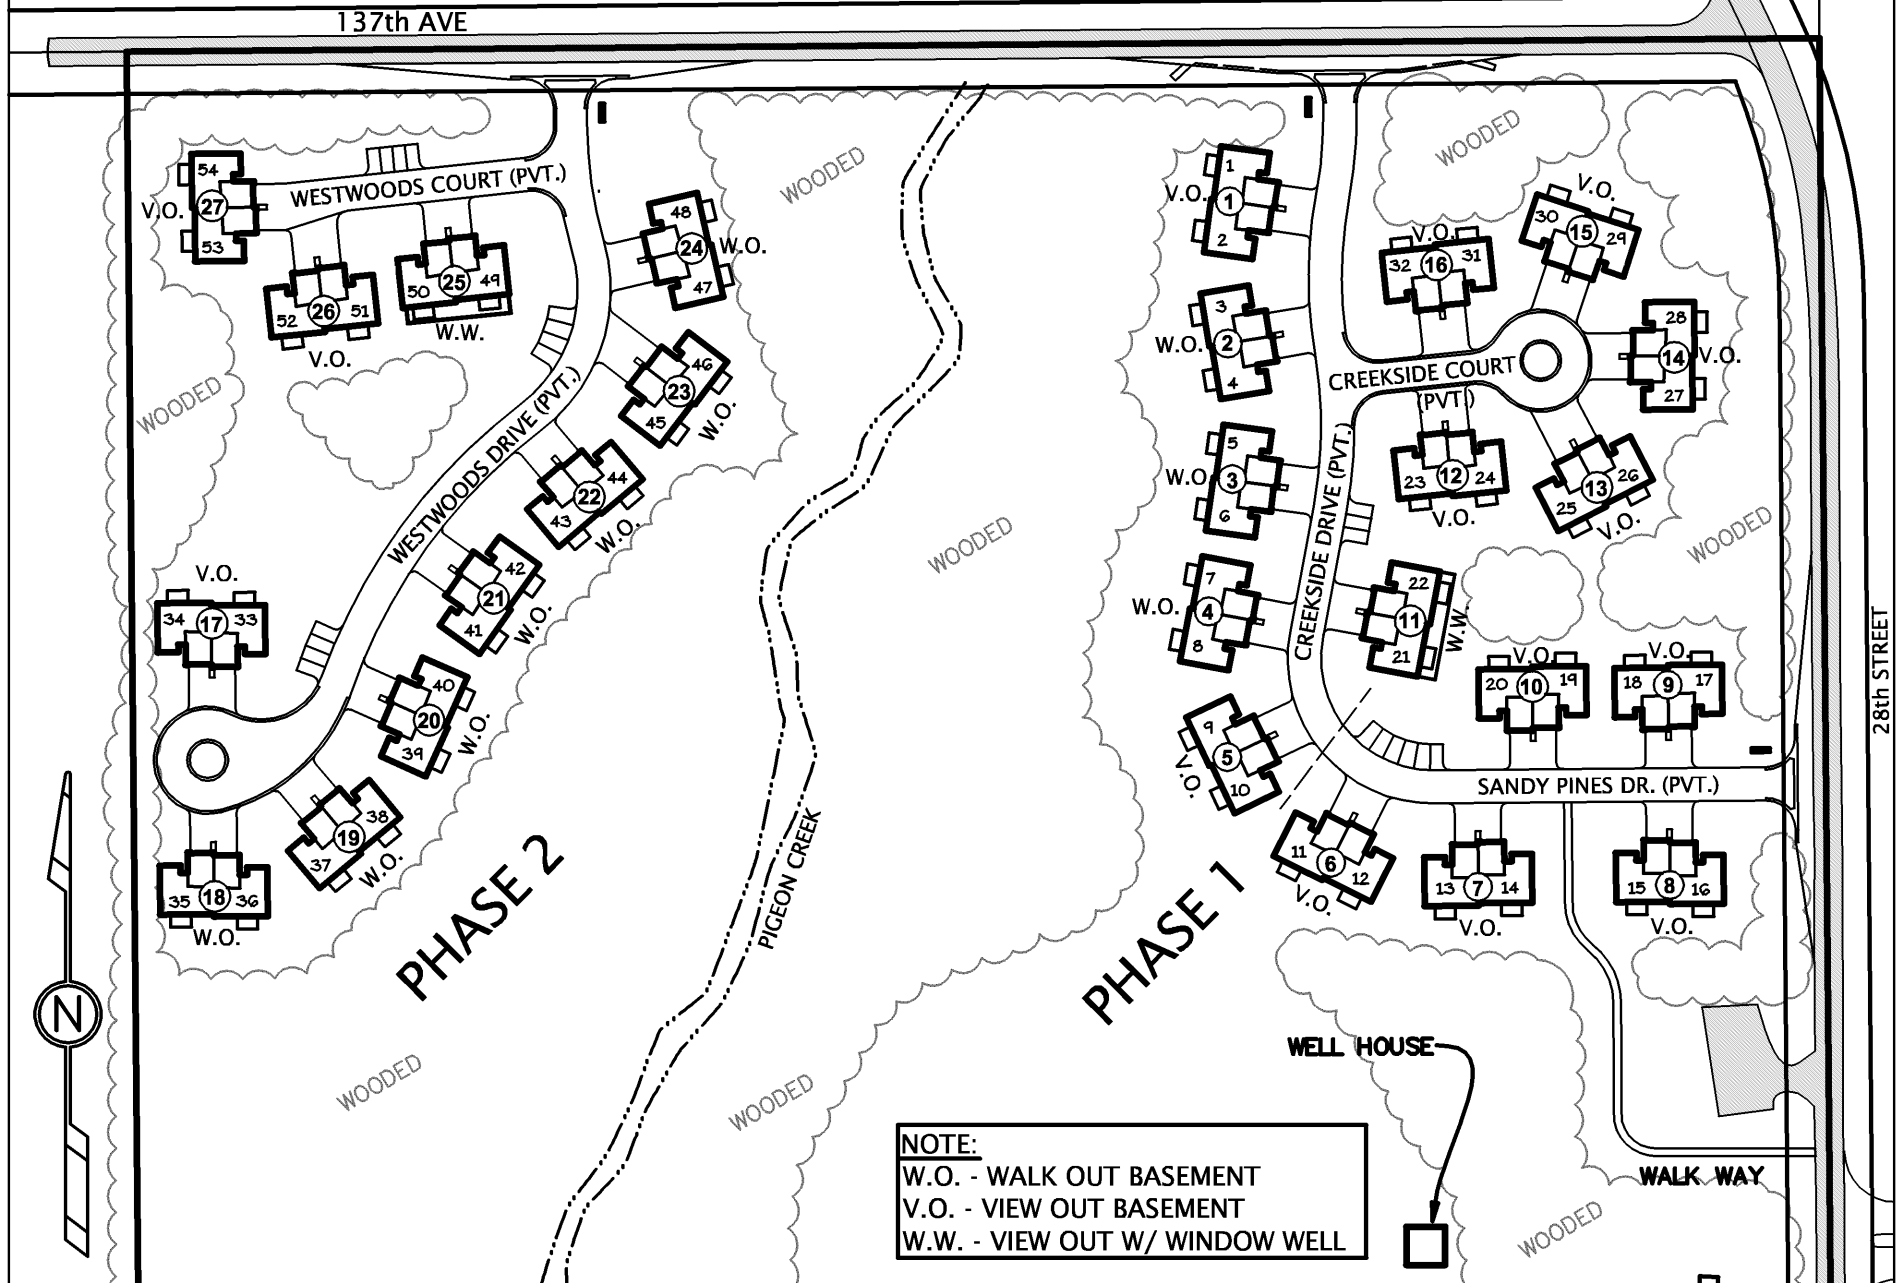 137th AVE
WOODED
WOODED
54
27
V.O.
53
WESTWOODS COURT (PVT.)
52
26
51
V.O.
50
25
49
W.W.
48
24
W.O.
47
46
23
45
W.O.
WOODED
WESTWOODS DRIVE (PVT.)
44
22
43
W.O.
42
21
41
W.O.
V.O.
34
17
33
40
20
39
W.O.
38
19
37
W.O.
35
18
36
W.O.
PHASE 2
N
WOODED
PIGEON CREEK
WOODED
WOODED
1
V.O.
1
2
3
W.O.
2
4
5
W.O.
3
6
7
W.O.
4
8
9
5
V.O.
10
CREEKSIDE DRIVE (PVT.)
CREEKSIDE COURT
(PVT.)
V.O.
32
16
31
V.O.
30
15
29
28
14
V.O.
27
23
12
24
V.O.
26
13
25
V.O.
WOODED
22
11
21
W.W.
V.O.
20
10
19
V.O.
18
9
17
28th STREET
SANDY PINES DR. (PVT.)
11
6
12
V.O.
13
7
14
V.O.
15
8
16
V.O.
PHASE 1
WELL HOUSE
WALK WAY
WOODED
NOTE:
W.O. - WALK OUT BASEMENT
V.O. - VIEW OUT BASEMENT
W.W. - VIEW OUT W/ WINDOW WELL